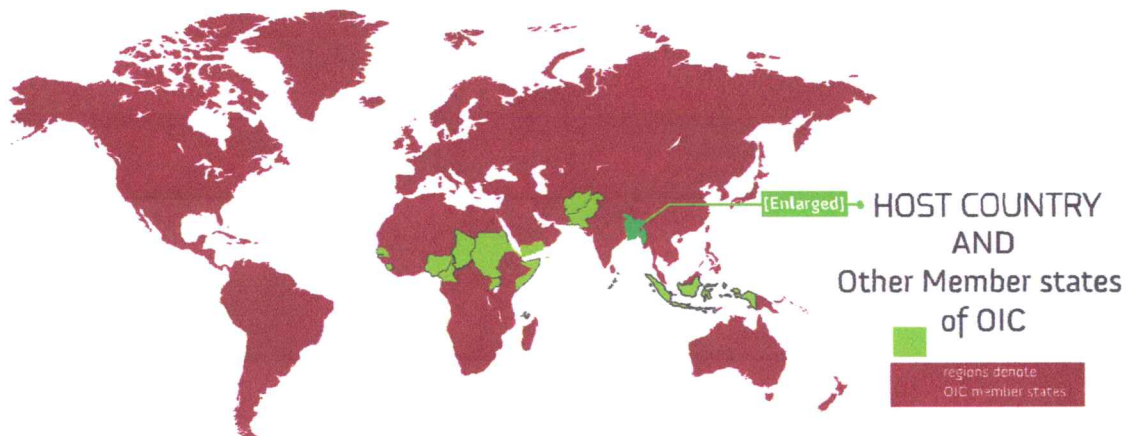 [Enlarged]
HOST COUNTRY
AND
Other Member states
of OIC
regions denote
OIC member states